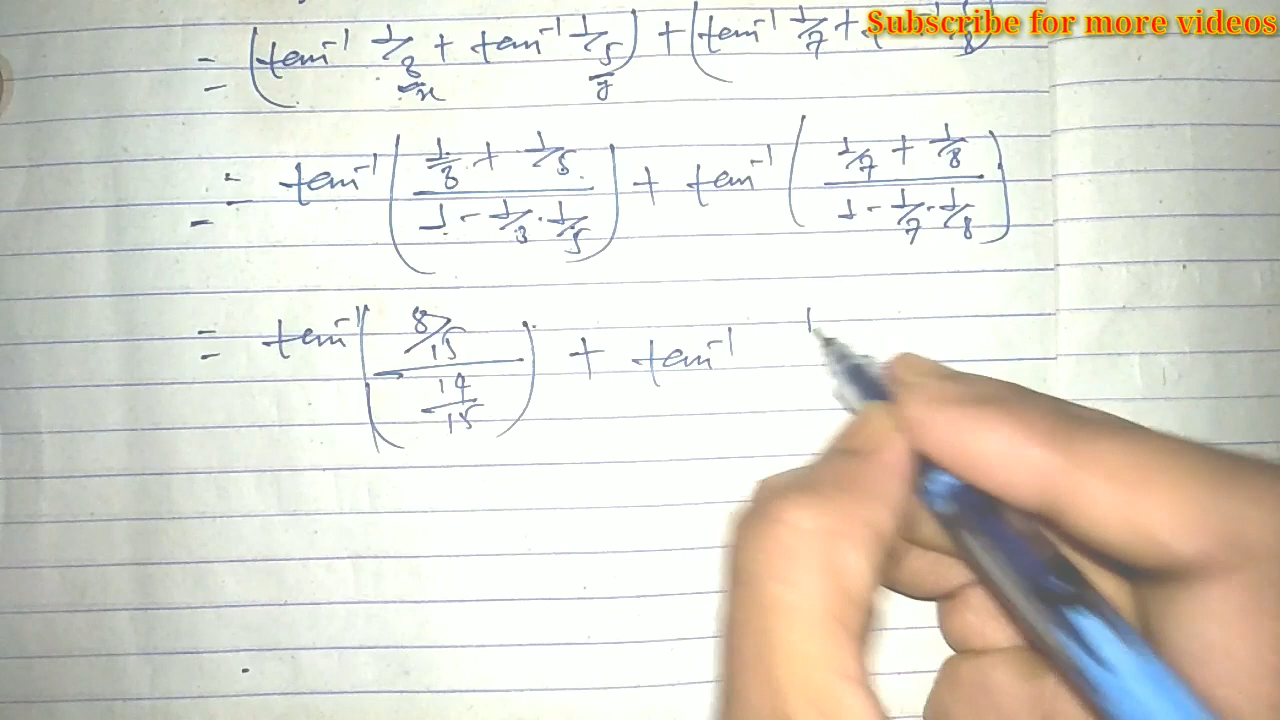 Subscribe for more videos
= (tan⁻¹ 1/3 + tan⁻¹ 1/5) + (tan⁻¹ 1/7 + 1/8)
x y
= tan⁻¹ ((1/3 + 1/5) / (1 - 1/3 · 1/5)) + tan⁻¹ ((1/7 + 1/8) / (1 - 1/7 · 1/8))
= tan⁻¹ ((8/15) / (14/15)) + tan⁻¹